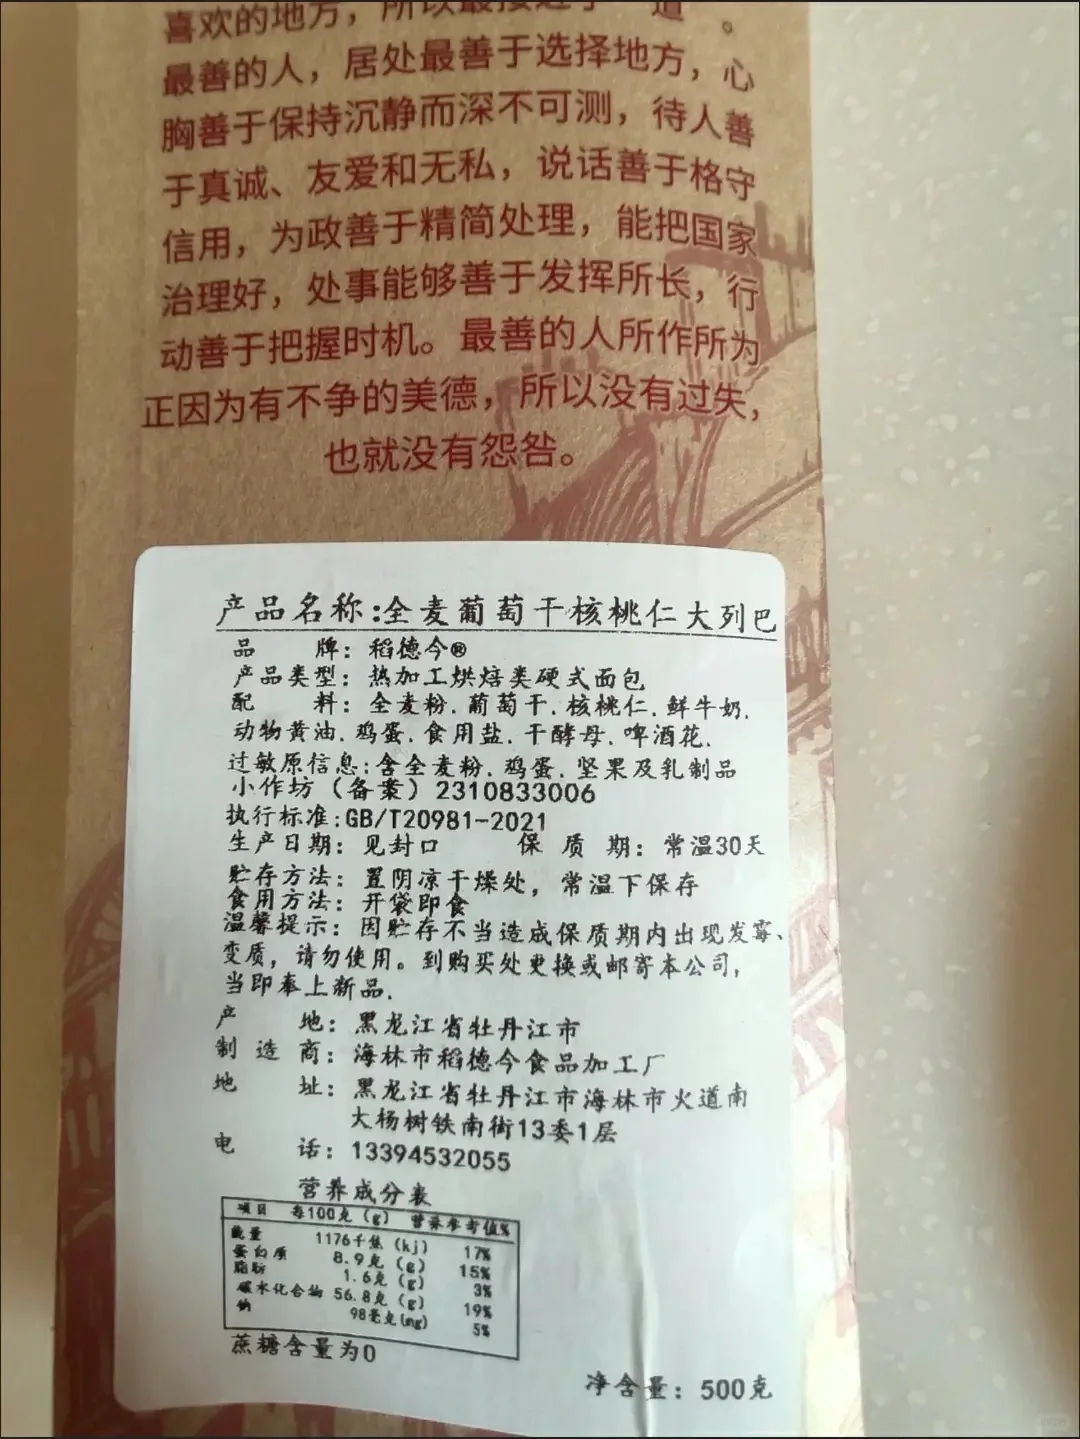 喜欢的地方，所以最接近于“道”。
最善的人，居处最善于选择地方，心
胸善于保持沉静而深不可测，待人善
于真诚、友爱和无私，说话善于格守
信用，为政善于精简处理，能把国家
治理好，处事能够善于发挥所长，行
动善于把握时机。最善的人所作所为
正因为有不争的美德，所以没有过失，
也就没有怨咎。
产品名称:全麦葡萄干核桃仁大列巴
品 牌：稻德今®
产品类型：热加工烘焙类硬式面包
配 料：全麦粉.葡萄干.核桃仁.鲜牛奶.
动物黄油.鸡蛋.食用盐.干酵母.啤酒花.
过敏原信息:含全麦粉.鸡蛋.坚果及乳制品
小作坊（备案）2310833006
执行标准:GB/T20981-2021
生产日期：见封口 保 质 期：常温30天
贮存方法：置阴凉干燥处，常温下保存
食用方法：开袋即食
温馨提示：因贮存不当造成保质期内出现发霉、
变质，请勿使用。到购买处更换或邮寄本公司，
当即奉上新品.
产 地：黑龙江省牡丹江市
制 造 商：海林市稻德今食品加工厂
地 址：黑龙江省牡丹江市海林市火道南
大杨树铁南街13委1层
电 话：13394532055
营养成分表
项目 每100克（g） 营养参考值%
能量 1176千焦（kj） 17%
蛋白质 8.9克（g） 15%
脂肪 1.6克（g） 3%
碳水化合物 56.8克（g） 19%
钠 98毫克(mg) 5%
蔗糖含量为0
净含量：500克